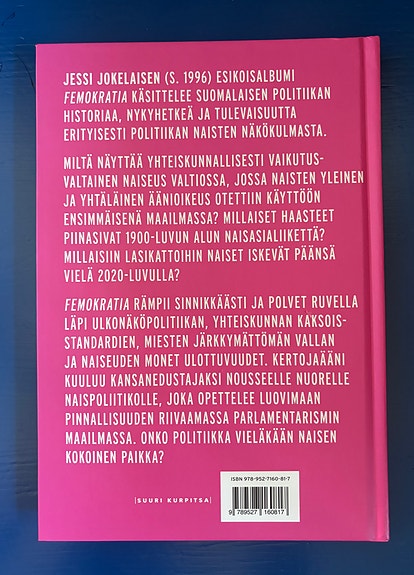 JESSI JOKELAISEN (S. 1996) ESIKOISALBUMI
FEMOKRATIA KÄSITTELEE SUOMALAISEN POLITIIKAN
HISTORIAA, NYKYHETKEÄ JA TULEVAISUUTTA
ERITYISESTI POLITIIKAN NAISTEN NÄKÖKULMASTA.
MILTÄ NÄYTTÄÄ YHTEISKUNNALLISESTI VAIKUTUS-
VALTAINEN NAISEUS VALTIOSSA, JOSSA NAISTEN YLEINEN
JA YHTÄLÄINEN ÄÄNIOIKEUS OTETTIIN KÄYTTÖÖN
ENSIMMÄISENÄ MAAILMASSA? MILLAISET HAASTEET
PIINASIVAT 1900-LUVUN ALUN NAISASIALIIKETTÄ?
MILLAISIIN LASIKATTOIHIN NAISET ISKEVÄT PÄÄNSÄ
VIELÄ 2020-LUVULLA?
FEMOKRATIA RÄMPII SINNIKKÄÄSTI JA POLVET RUVELLA
LÄPI ULKONÄKÖPOLITIIKAN, YHTEISKUNNAN KAKSOIS-
STANDARDIEN, MIESTEN JÄRKKYMÄTTÖMÄN VALLAN
JA NAISEUDEN MONET ULOTTUVUUDET. KERTOJAÄÄNI
KUULUU KANSANEDUSTAJAKSI NOUSSEELLE NUORELLE
NAISPOLIITIKOLLE, JOKA OPETTELEE LUOVIMAAN
PINNALLISUUDEN RIIVAAMASSA PARLAMENTARISMIN
MAAILMASSA. ONKO POLITIIKKA VIELÄKÄÄN NAISEN
KOKOINEN PAIKKA?
ISBN 978-952-7160-81-7
|SUURI KURPITSA|
9 789527 160817